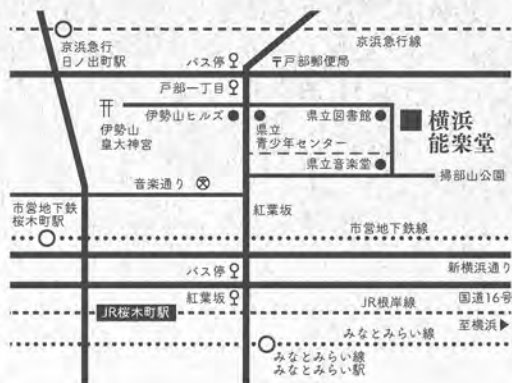 京浜急行
日ノ出町駅
京浜急行線
バス停
〒戸部郵便局
戸部一丁目
伊勢山
皇大神宮
伊勢山ヒルズ
県立
青少年センター
県立図書館
横浜
能楽堂
県立音楽堂
掃部山公園
音楽通り
紅葉坂
市営地下鉄
桜木町駅
市営地下鉄線
バス停
新横浜通り
紅葉坂
JR根岸線
国道16号
JR桜木町駅
みなとみらい線
至横浜▶
みなとみらい線
みなとみらい駅